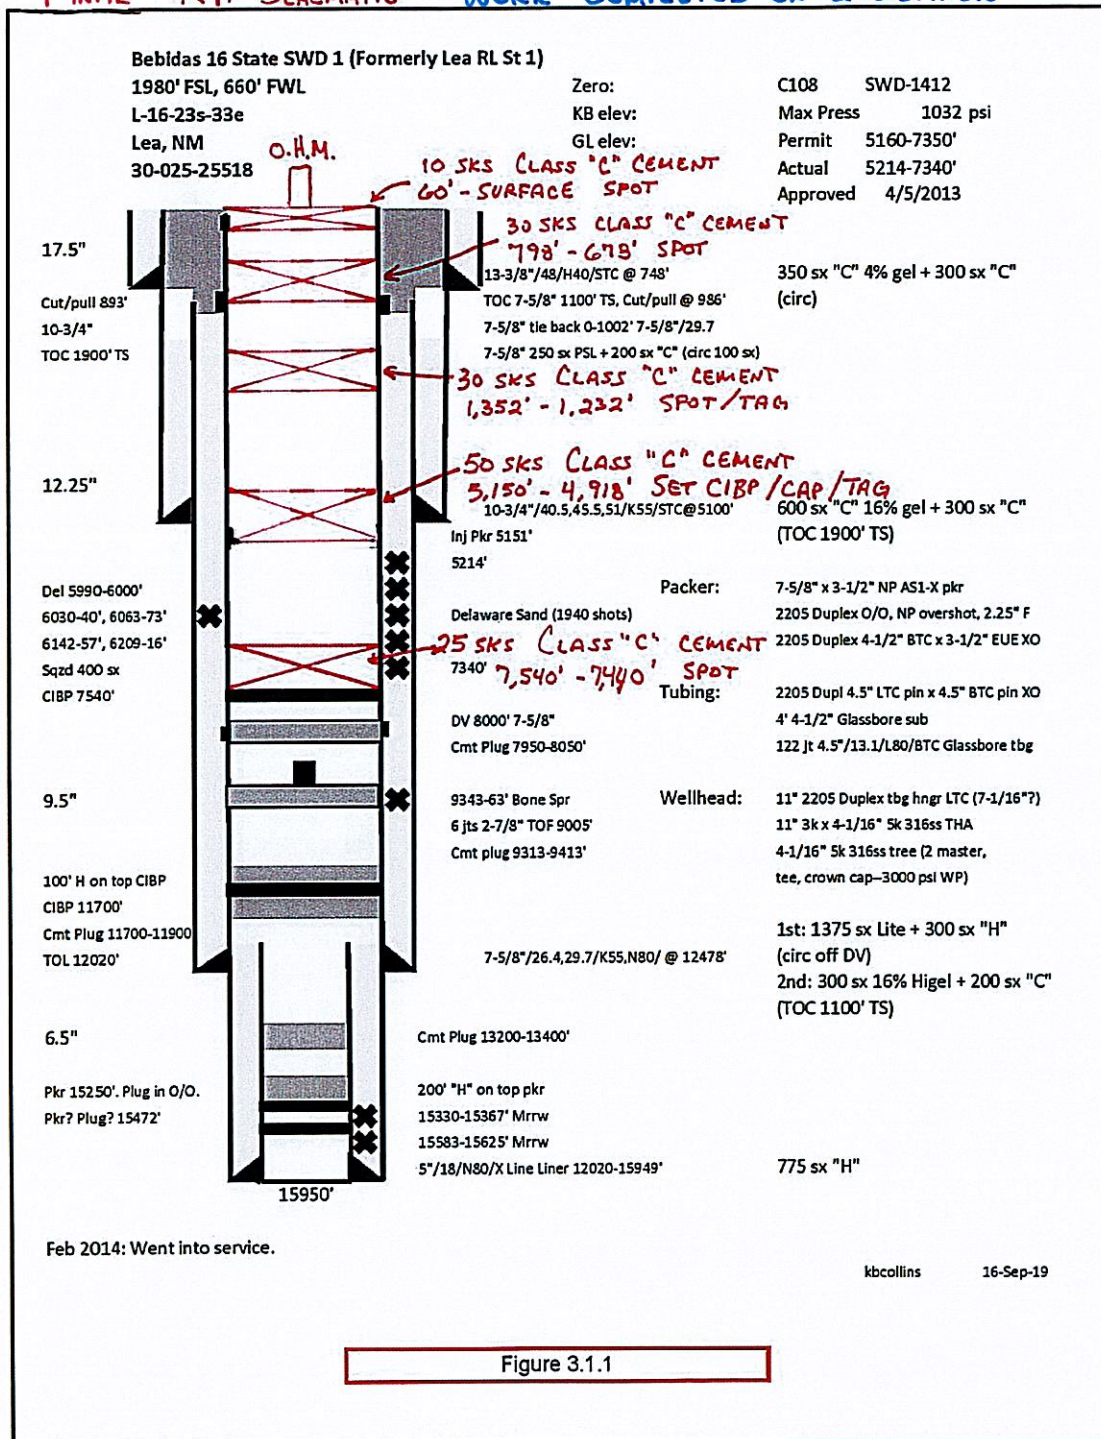 Bebidas 16 State SWD 1 (Formerly Lea RL St 1)
1980' FSL, 660' FWL
L-16-23s-33e
Lea, NM
30-025-25518
Zero:
KB elev:
GL elev:
C108 SWD-1412
Max Press 1032 psi
Permit 5160-7350'
Actual 5214-7340'
Approved 4/5/2013
O.H.M.
10 SKS CLASS "C" CEMENT
60' - SURFACE SPOT
30 SKS CLASS "C" CEMENT
798' - 678' SPOT
17.5"
13-3/8"/48/H40/STC @ 748'
350 sx "C" 4% gel + 300 sx "C"
(circ)
Cut/pull 893'
10-3/4"
TOC 1900' TS
TOC 7-5/8" 1100' TS, Cut/pull @ 986'
7-5/8" tie back 0-1002' 7-5/8"/29.7
7-5/8" 250 sx PSL + 200 sx "C" (circ 100 sx)
30 SKS CLASS "C" CEMENT
1,352' - 1,232' SPOT/TAG
12.25"
50 SKS CLASS "C" CEMENT
5,150' - 4,918' SET CIBP/CAP/TAG
10-3/4"/40.5,45.5,51/K55/STC@5100'
600 sx "C" 16% gel + 300 sx "C"
(TOC 1900' TS)
Inj Pkr 5151'
5214'
Del 5990-6000'
6030-40', 6063-73'
6142-57', 6209-16'
Sqzd 400 sx
CIBP 7540'
Delaware Sand (1940 shots)
25 SKS CLASS "C" CEMENT
7340' 7,540' - 7,440' SPOT
Packer: 7-5/8" x 3-1/2" NP AS1-X pkr
2205 Duplex O/O, NP overshot, 2.25" F
2205 Duplex 4-1/2" BTC x 3-1/2" EUE XO
Tubing: 2205 Dupl 4.5" LTC pin x 4.5" BTC pin XO
4' 4-1/2" Glassbore sub
122 jt 4.5"/13.1/L80/BTC Glassbore tbg
DV 8000' 7-5/8"
Cmt Plug 7950-8050'
9.5"
9343-63' Bone Spr
6 jts 2-7/8" TOF 9005'
Cmt plug 9313-9413'
Wellhead: 11" 2205 Duplex tbg hngr LTC (7-1/16"?)
11" 3k x 4-1/16" 5k 316ss THA
4-1/16" 5k 316ss tree (2 master,
tee, crown cap--3000 psi WP)
100' H on top CIBP
CIBP 11700'
Cmt Plug 11700-11900
TOL 12020'
7-5/8"/26.4,29.7/K55,N80/ @ 12478'
1st: 1375 sx Lite + 300 sx "H"
(circ off DV)
2nd: 300 sx 16% Higel + 200 sx "C"
(TOC 1100' TS)
6.5"
Cmt Plug 13200-13400'
Pkr 15250'. Plug in O/O.
Pkr? Plug? 15472'
200' "H" on top pkr
15330-15367' Mrrw
15583-15625' Mrrw
5"/18/N80/X Line Liner 12020-15949'
775 sx "H"
15950'
Feb 2014: Went into service.
kbcollins 16-Sep-19
Figure 3.1.1